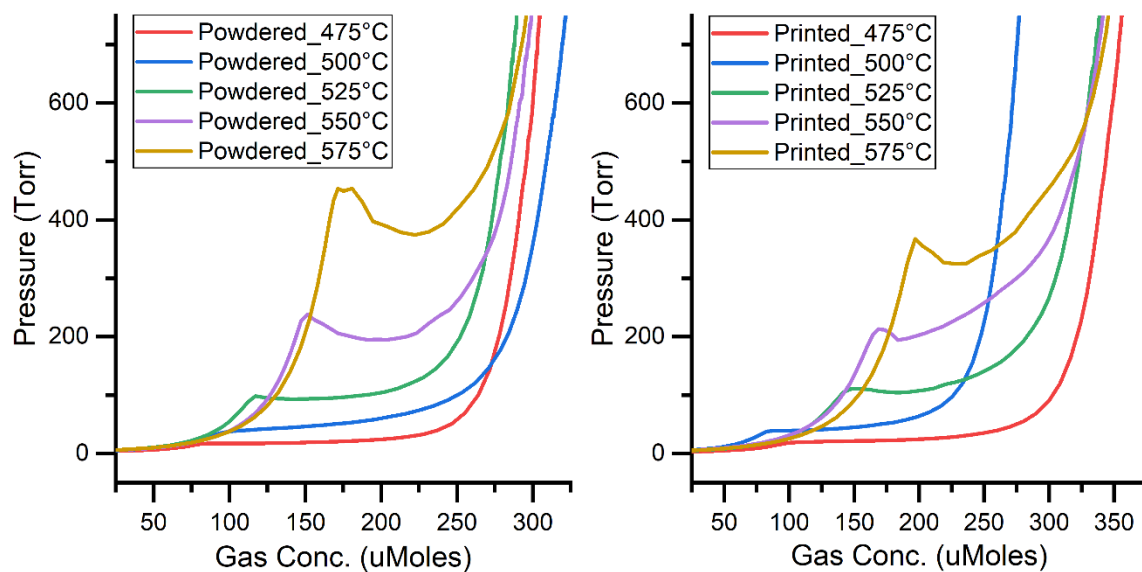 Powdered_475°C
Powdered_500°C
Powdered_525°C
Powdered_550°C
Powdered_575°C
600
400
200
0
Pressure (Torr)
50 100 150 200 250 300
Gas Conc. (uMoles)
Printed_475°C
Printed_500°C
Printed_525°C
Printed_550°C
Printed_575°C
600
400
200
0
Pressure (Torr)
50 100 150 200 250 300 350
Gas Conc. (uMoles)